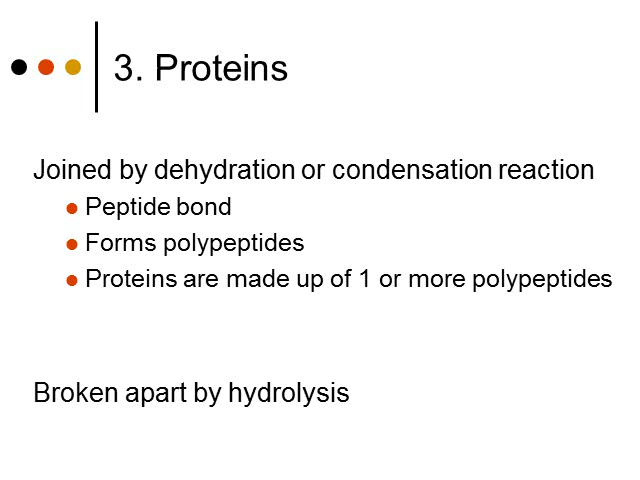 3. Proteins
Joined by dehydration or condensation reaction
Peptide bond
Forms polypeptides
Proteins are made up of 1 or more polypeptides
Broken apart by hydrolysis